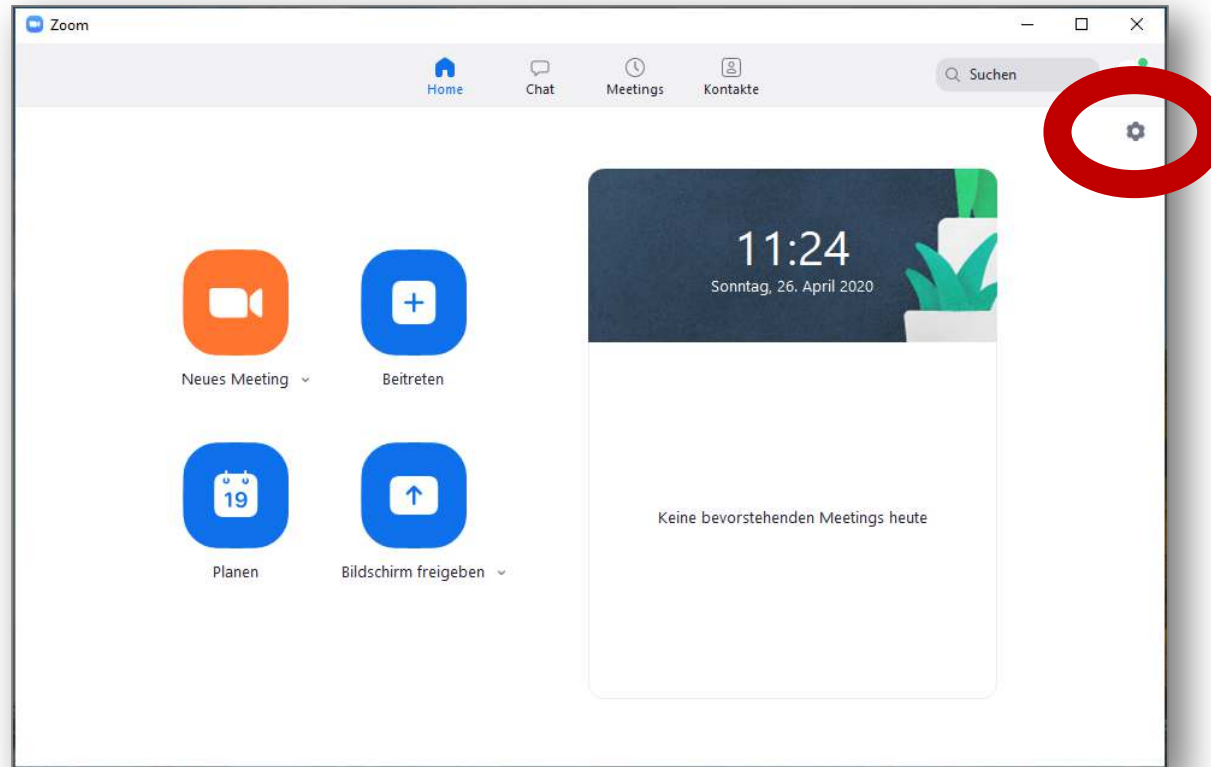 Zoom
Home Chat Meetings Kontakte
Suchen
11:24
Sonntag, 26. April 2020
Neues Meeting Beitreten
19
Planen Bildschirm freigeben
Keine bevorstehenden Meetings heute